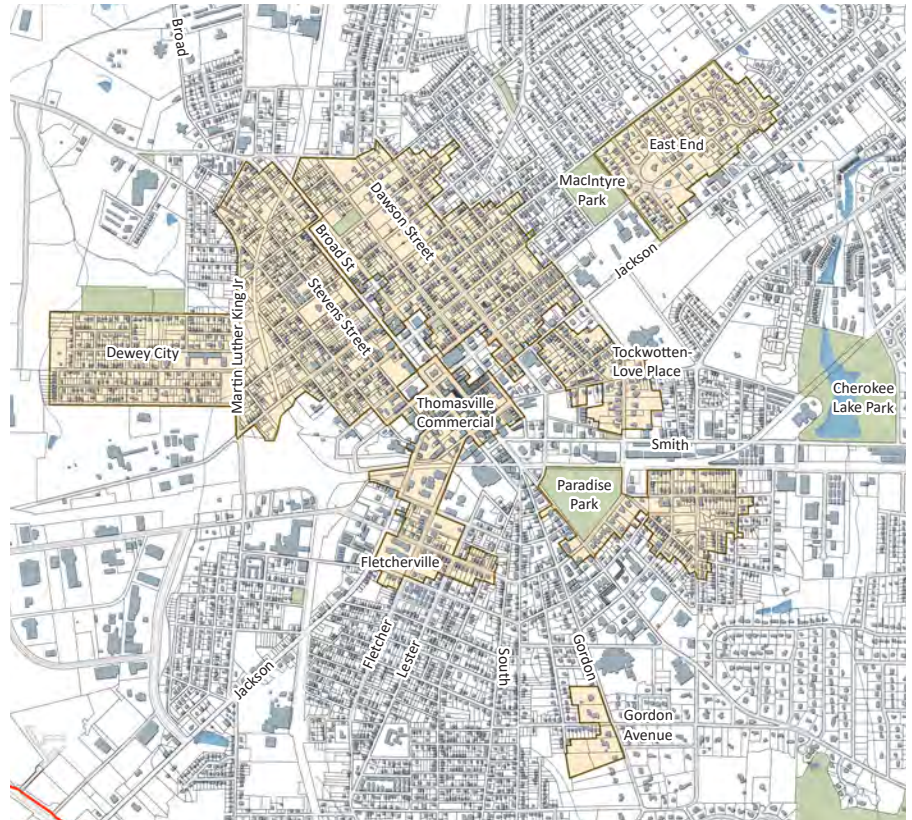 Broad
East End
MacIntyre
Park
Dawson Street
Broad St
Jackson
Stevens Street
Martin Luther King Jr
Dewey City
Tockwotten-
Love Place
Cherokee
Lake Park
Thomasville
Commercial
Smith
Paradise
Park
Fletcherville
Fletcher
Lester
South
Gordon
Jackson
Gordon
Avenue